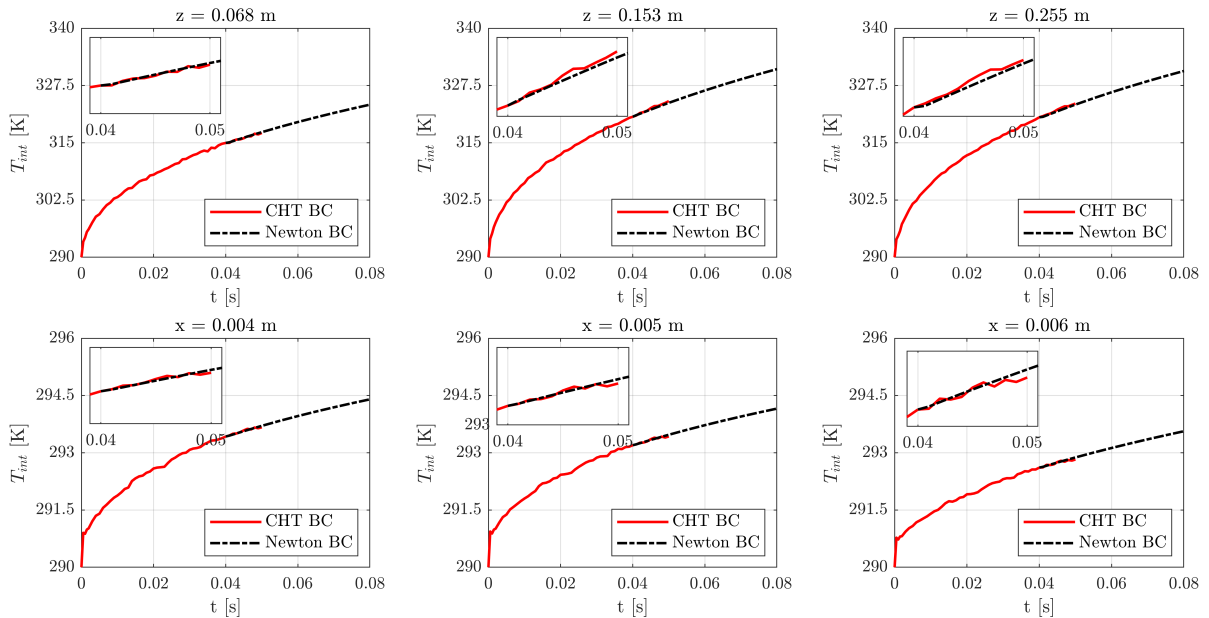 z = 0.068 m
340
327.5
315
302.5
290
T_int [K]
0.04
0.05
CHT BC
Newton BC
0
0.02
0.04
0.06
0.08
t [s]
z = 0.153 m
340
327.5
315
302.5
290
T_int [K]
0.04
0.05
CHT BC
Newton BC
0
0.02
0.04
0.06
0.08
t [s]
z = 0.255 m
340
327.5
315
302.5
290
T_int [K]
0.04
0.05
CHT BC
Newton BC
0
0.02
0.04
0.06
0.08
t [s]
x = 0.004 m
296
294.5
293
291.5
290
T_int [K]
0.04
0.05
CHT BC
Newton BC
0
0.02
0.04
0.06
0.08
t [s]
x = 0.005 m
296
294.5
293
291.5
290
T_int [K]
293
0.04
0.05
CHT BC
Newton BC
0
0.02
0.04
0.06
0.08
t [s]
x = 0.006 m
296
294.5
293
291.5
290
T_int [K]
0.04
0.05
CHT BC
Newton BC
0
0.02
0.04
0.06
0.08
t [s]